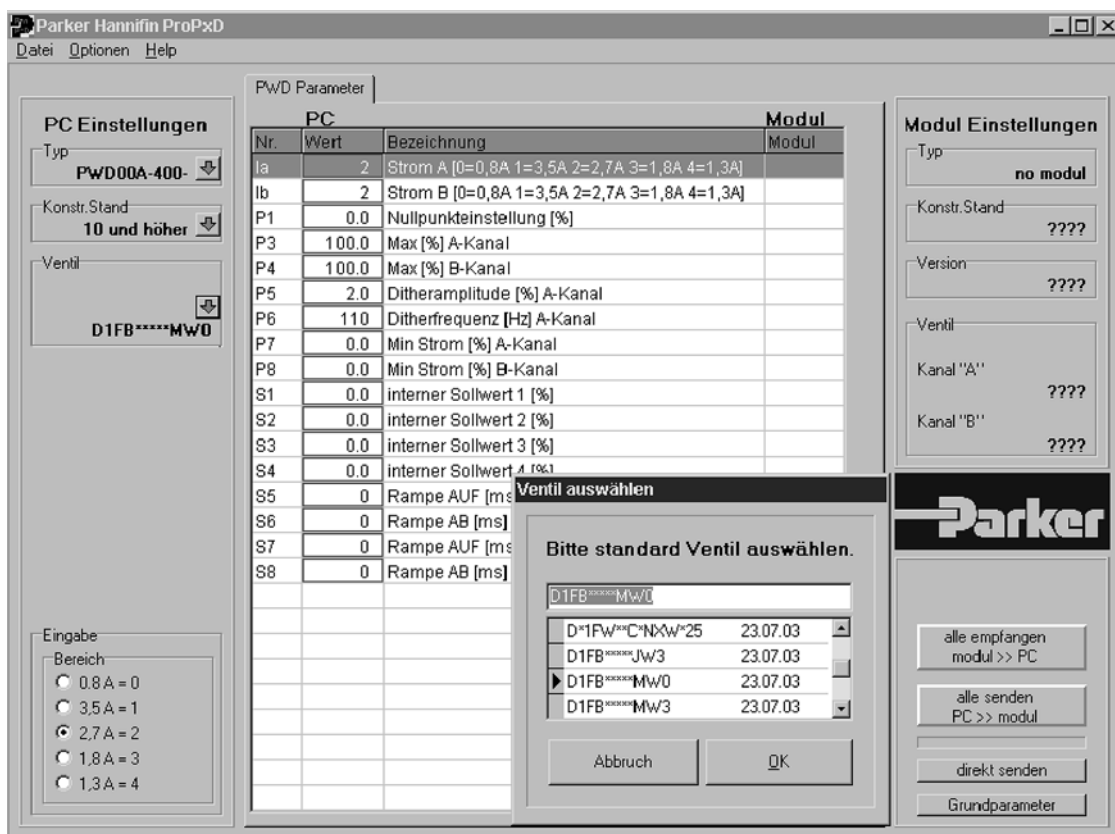 Parker Hannifin ProPxD
Datei Optionen Help
PC Einstellungen
Typ
PWD00A-400-
Konstr.Stand
10 und höher
Ventil
D1FB*****MW0
Eingabe
Bereich
0.8 A = 0
3,5 A = 1
2,7 A = 2
1,8 A = 3
1,3 A = 4
PWD Parameter
PC Modul
Nr. Wert Bezeichnung Modul
Ia 2 Strom A [0=0,8A 1=3,5A 2=2,7A 3=1,8A 4=1,3A]
Ib 2 Strom B [0=0,8A 1=3,5A 2=2,7A 3=1,8A 4=1,3A]
P1 0.0 Nullpunkteinstellung [%]
P3 100.0 Max [%] A-Kanal
P4 100.0 Max [%] B-Kanal
P5 2.0 Ditheramplitude [%] A-Kanal
P6 110 Ditherfrequenz [Hz] A-Kanal
P7 0.0 Min Strom [%] A-Kanal
P8 0.0 Min Strom [%] B-Kanal
S1 0.0 interner Sollwert 1 [%]
S2 0.0 interner Sollwert 2 [%]
S3 0.0 interner Sollwert 3 [%]
S4 0.0 interner Sollwert 4 [%]
S5 0 Rampe AUF [ms
S6 0 Rampe AB [ms]
S7 0 Rampe AUF [ms
S8 0 Rampe AB [ms]
Ventil auswählen
Bitte standard Ventil auswählen.
D1FB*****MW0
D*1FW**C*NXW*25 23.07.03
D1FB*****JW3 23.07.03
D1FB*****MW0 23.07.03
D1FB*****MW3 23.07.03
Abbruch OK
Modul Einstellungen
Typ
no modul
Konstr.Stand
????
Version
????
Ventil
Kanal "A"
????
Kanal "B"
????
Parker
alle empfangen
modul >> PC
alle senden
PC >> modul
direkt senden
Grundparameter